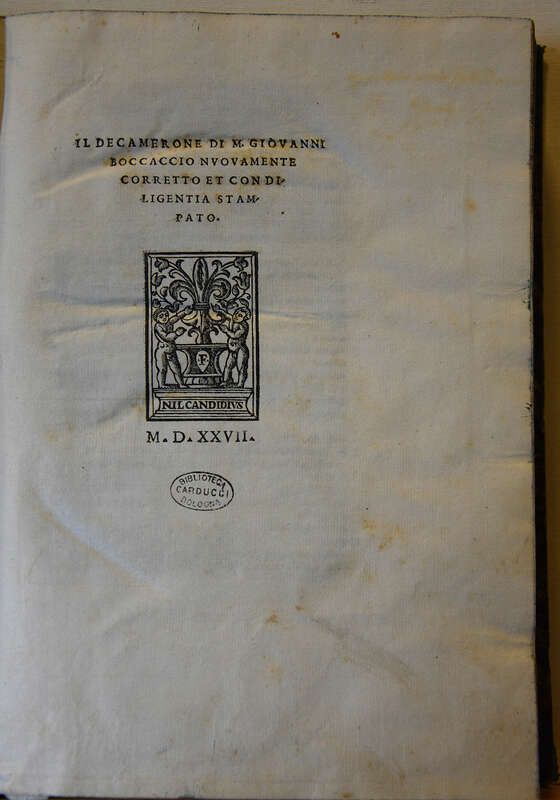 IL DECAMERONE DI M. GIOVANNI
BOCCACCIO NVOVAMENTE
CORRETTO ET CON DI-
LIGENTIA STAM-
PATO.
NIL CANDIDIVS
M. D. XXVII.
BIBLIOTECA
CARDUCCI
BOLOGNA